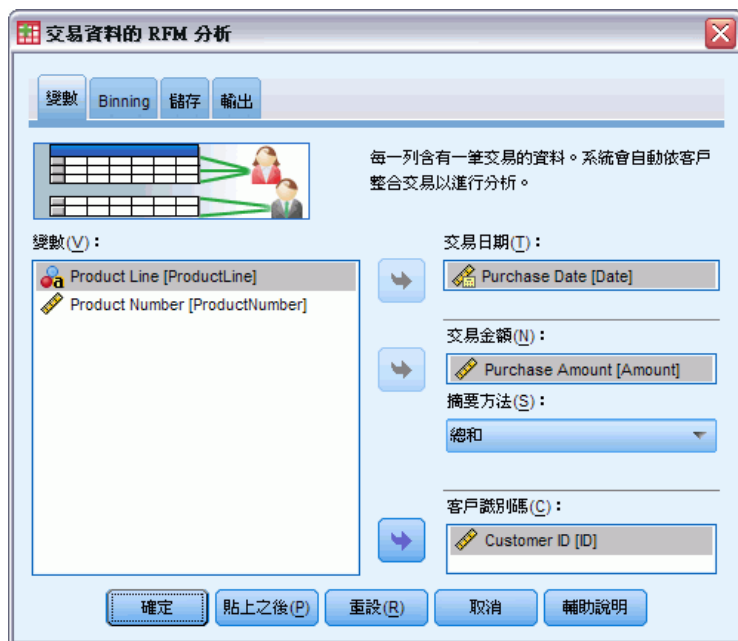 交易資料的 RFM 分析
變數 Binning 儲存 輸出
每一列含有一筆交易的資料。系統會自動依客戶
整合交易以進行分析。
變數(V):
Product Line [ProductLine]
Product Number [ProductNumber]
交易日期(T):
Purchase Date [Date]
交易金額(N):
Purchase Amount [Amount]
摘要方法(S):
總和
客戶識別碼(C):
Customer ID [ID]
確定 貼上之後(P) 重設(R) 取消 輔助說明